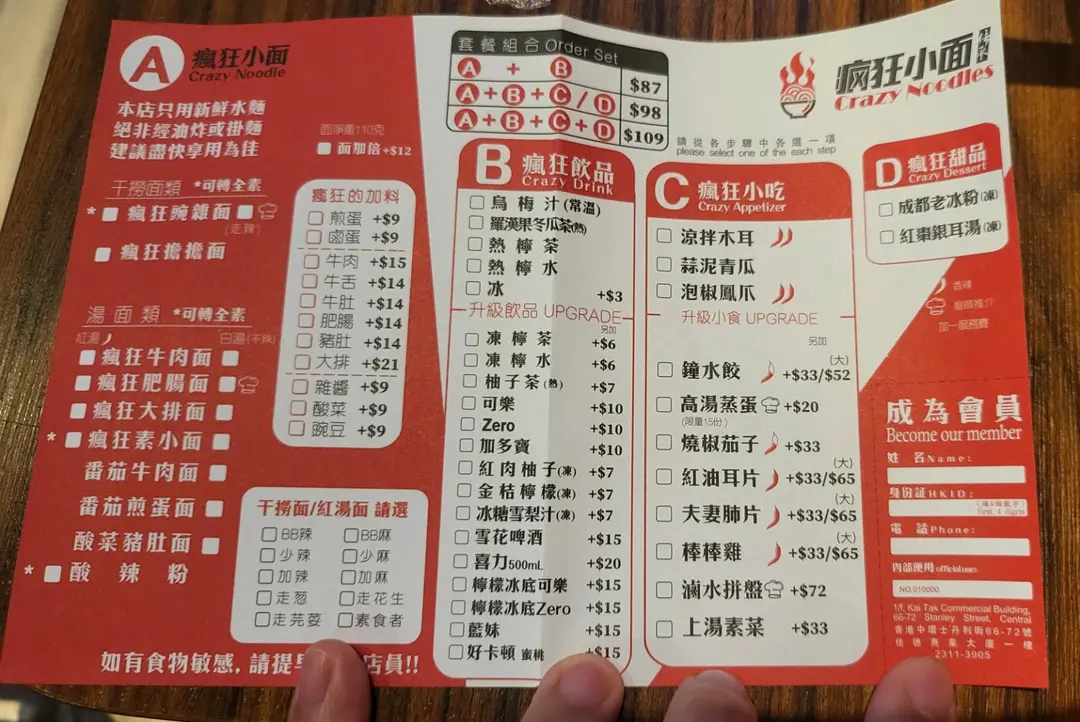 A 瘋狂小面
Crazy Noodle
本店只用新鮮水麵
絕非經油炸或掛麵
建議盡快享用為佳
面淨重110克
面加倍+$12
干撈面類 *可轉全素
* 瘋狂豌雜面
(走辣)
瘋狂擔擔面
湯面類 *可轉全素
紅湯 白湯(不辣)
瘋狂牛肉面
瘋狂肥腸面
瘋狂大排面
* 瘋狂素小面
番茄牛肉面
番茄煎蛋面
酸菜豬肚面
* 酸辣粉
瘋狂的加料
煎蛋 +$9
鹵蛋 +$9
牛肉 +$15
牛舌 +$14
牛肚 +$14
肥腸 +$14
豬肚 +$14
大排 +$21
雜醬 +$9
酸菜 +$9
豌豆 +$9
干撈面/紅湯面 請選
BB辣 BB麻
少辣 少麻
加辣 加麻
走葱 走花生
走芫荽 素食者
如有食物敏感, 請提 店員!!
套餐組合 Order Set
A + B $87
A+B+C/D $98
A+B+C+D $109
請從各步驟中各選一項
please select one of the each step
B 瘋狂飲品
Crazy Drink
烏梅汁(常溫)
羅漢果冬瓜茶(熱)
熱檸茶
熱檸水
冰 +$3
升級飲品 UPGRADE
另加
凍檸茶 +$6
凍檸水 +$6
柚子茶(熱) +$7
可樂 +$10
Zero +$10
加多寶 +$10
紅肉柚子(凍) +$7
金桔檸檬(凍) +$7
冰糖雪梨汁(凍) +$7
雪花啤酒 +$15
喜力500mL +$20
檸檬冰底可樂 +$15
檸檬冰底Zero +$15
藍妹 +$15
好卡頓 蜜桃 +$15
C 瘋狂小吃
Crazy Appetizer
涼拌木耳
蒜泥青瓜
泡椒鳳爪
升級小食 UPGRADE
另加
(大)
鐘水餃 +$33/$52
高湯蒸蛋 +$20
(限量15份)
燒椒茄子 +$33
(大)
紅油耳片 +$33/$65
(大)
夫妻肺片 +$33/$65
(大)
棒棒雞 +$33/$65
滷水拼盤 +$72
上湯素菜 +$33
疯狂小面
Crazy Noodles
D 瘋狂甜品
Crazy Dessert
成都老冰粉(凍)
紅棗銀耳湯(凍)
香辣
廚師推介
加一服務費
成為會員
Become our member
姓名Name:
身份証HKID:
first 4 digits
電話Phone:
內部使用 official use:
NO.010000
1/f, Kai Tak Commercial Building,
66-72 Stanley Street, Central
香港中環士丹利街66-72號
佳德商業大廈一樓
2311-3905